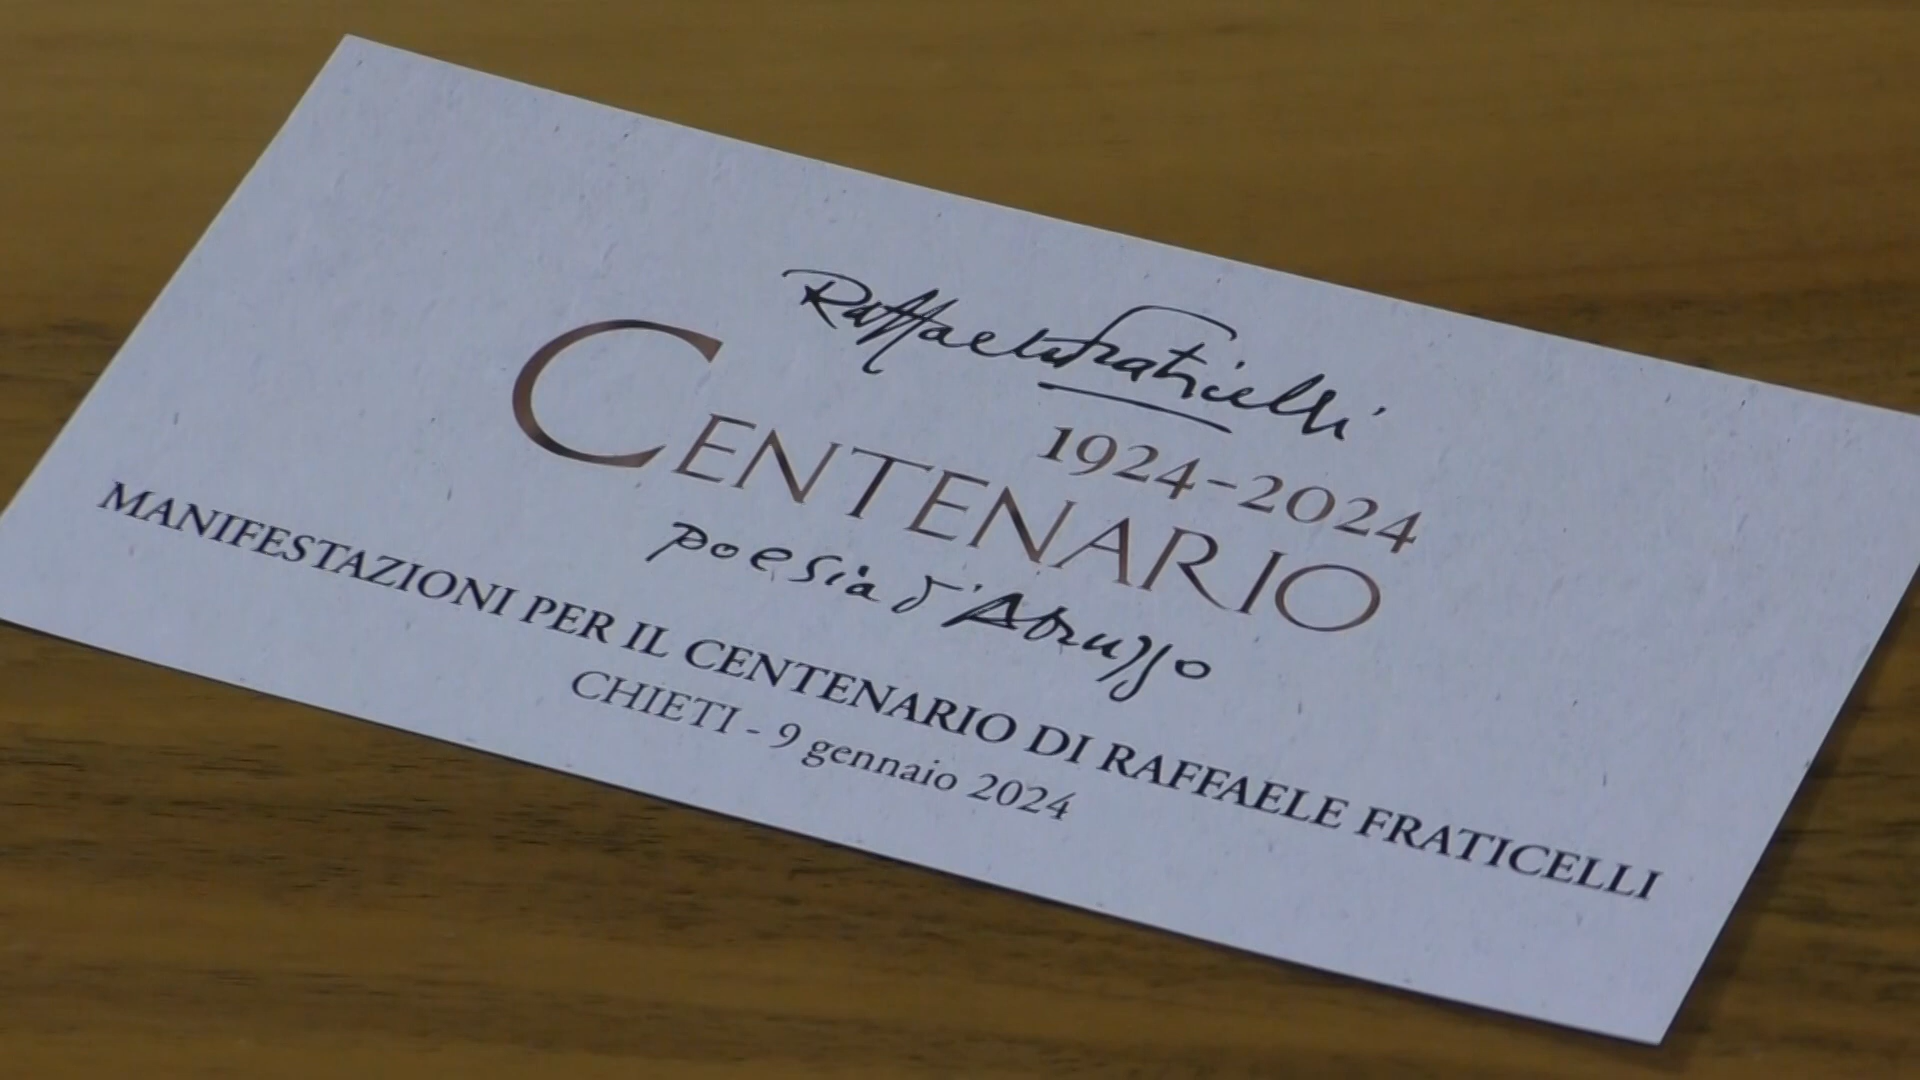 Raffaele Fraticelli
1924-2024
CENTENARIO
poesia d'Abruzzo
MANIFESTAZIONI PER IL CENTENARIO DI RAFFAELE FRATICELLI
CHIETI - 9 gennaio 2024